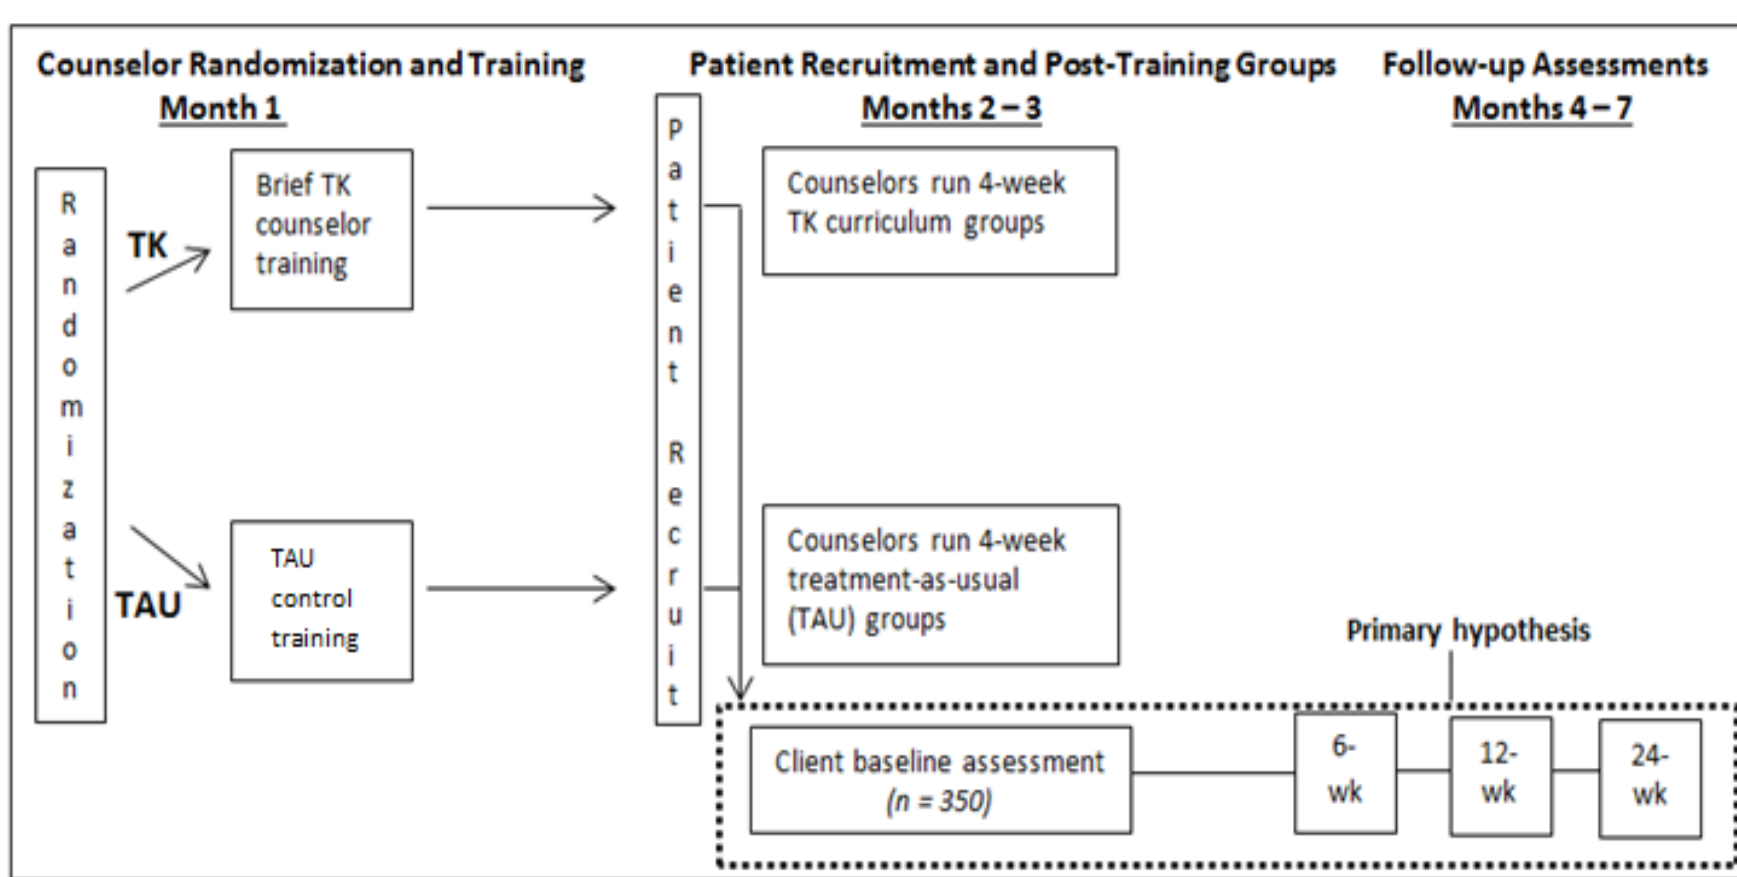 Counselor Randomization and Training
Month 1
Patient Recruitment and Post-Training Groups
Months 2 – 3
Follow-up Assessments
Months 4 – 7
Randomization
TK
Brief TK
counselor
training
TAU
TAU
control
training
Patient Recruit
Counselors run 4-week
TK curriculum groups
Counselors run 4-week
treatment-as-usual
(TAU) groups
Primary hypothesis
Client baseline assessment
(n = 350)
6-
wk
12-
wk
24-
wk